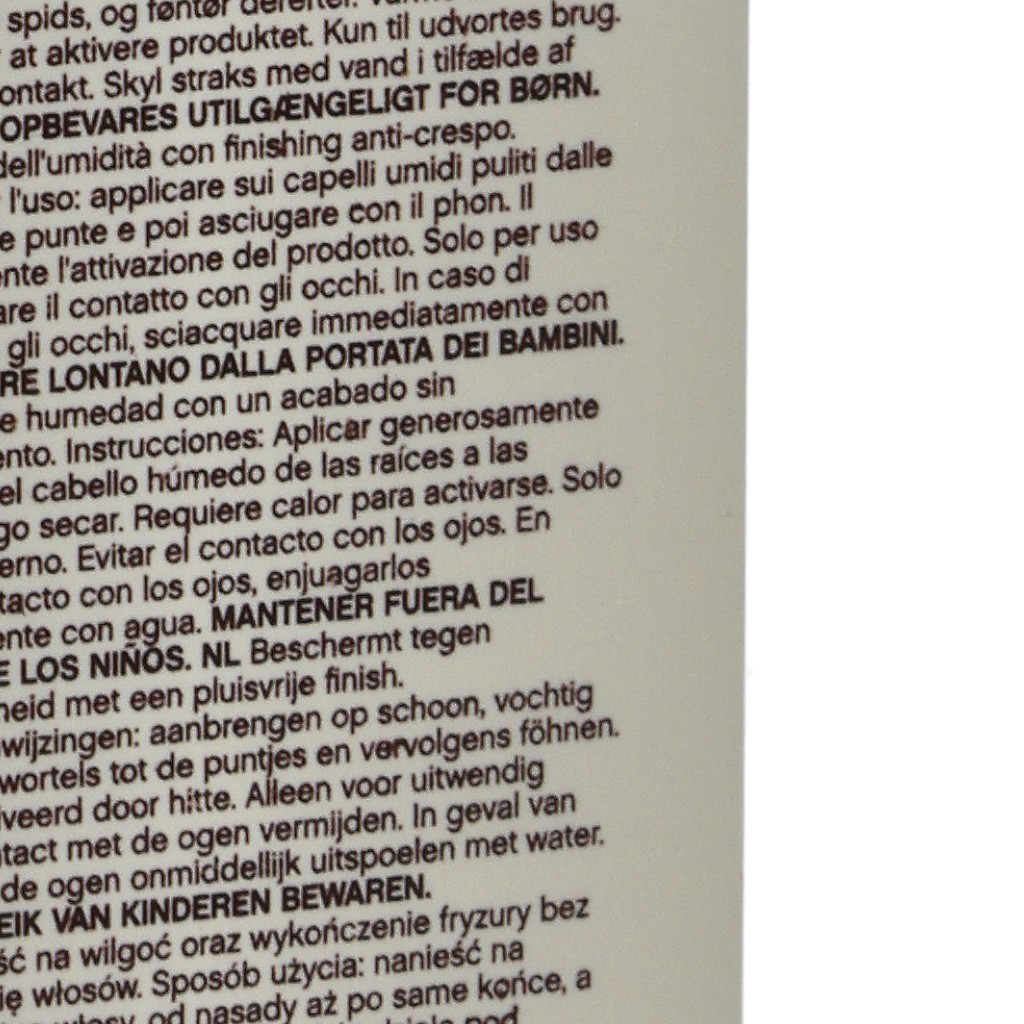 spids, og føntør derefter.
at aktivere produktet. Kun til udvortes brug.
ontakt. Skyl straks med vand i tilfælde af
OPBEVARES UTILGÆNGELIGT FOR BØRN.
dell'umidità con finishing anti-crespo.
l'uso: applicare sui capelli umidi puliti dalle
e punte e poi asciugare con il phon. Il
ente l'attivazione del prodotto. Solo per uso
are il contatto con gli occhi. In caso di
gli occhi, sciacquare immediatamente con
RE LONTANO DALLA PORTATA DEI BAMBINI.
e humedad con un acabado sin
ento. Instrucciones: Aplicar generosamente
el cabello húmedo de las raíces a las
go secar. Requiere calor para activarse. Solo
erno. Evitar el contacto con los ojos. En
tacto con los ojos, enjuagarlos
ente con agua. MANTENER FUERA DEL
E LOS NIÑOS. NL Beschermt tegen
heid met een pluisvrije finish.
wijzingen: aanbrengen op schoon, vochtig
wortels tot de puntjes en vervolgens föhnen.
iveerd door hitte. Alleen voor uitwendig
tact met de ogen vermijden. In geval van
de ogen onmiddellijk uitspoelen met water.
EIK VAN KINDEREN BEWAREN.
ść na wilgoć oraz wykończenie fryzury bez
ię włosów. Sposób użycia: nanieść na
włosy, od nasady aż po same końce, a
pod